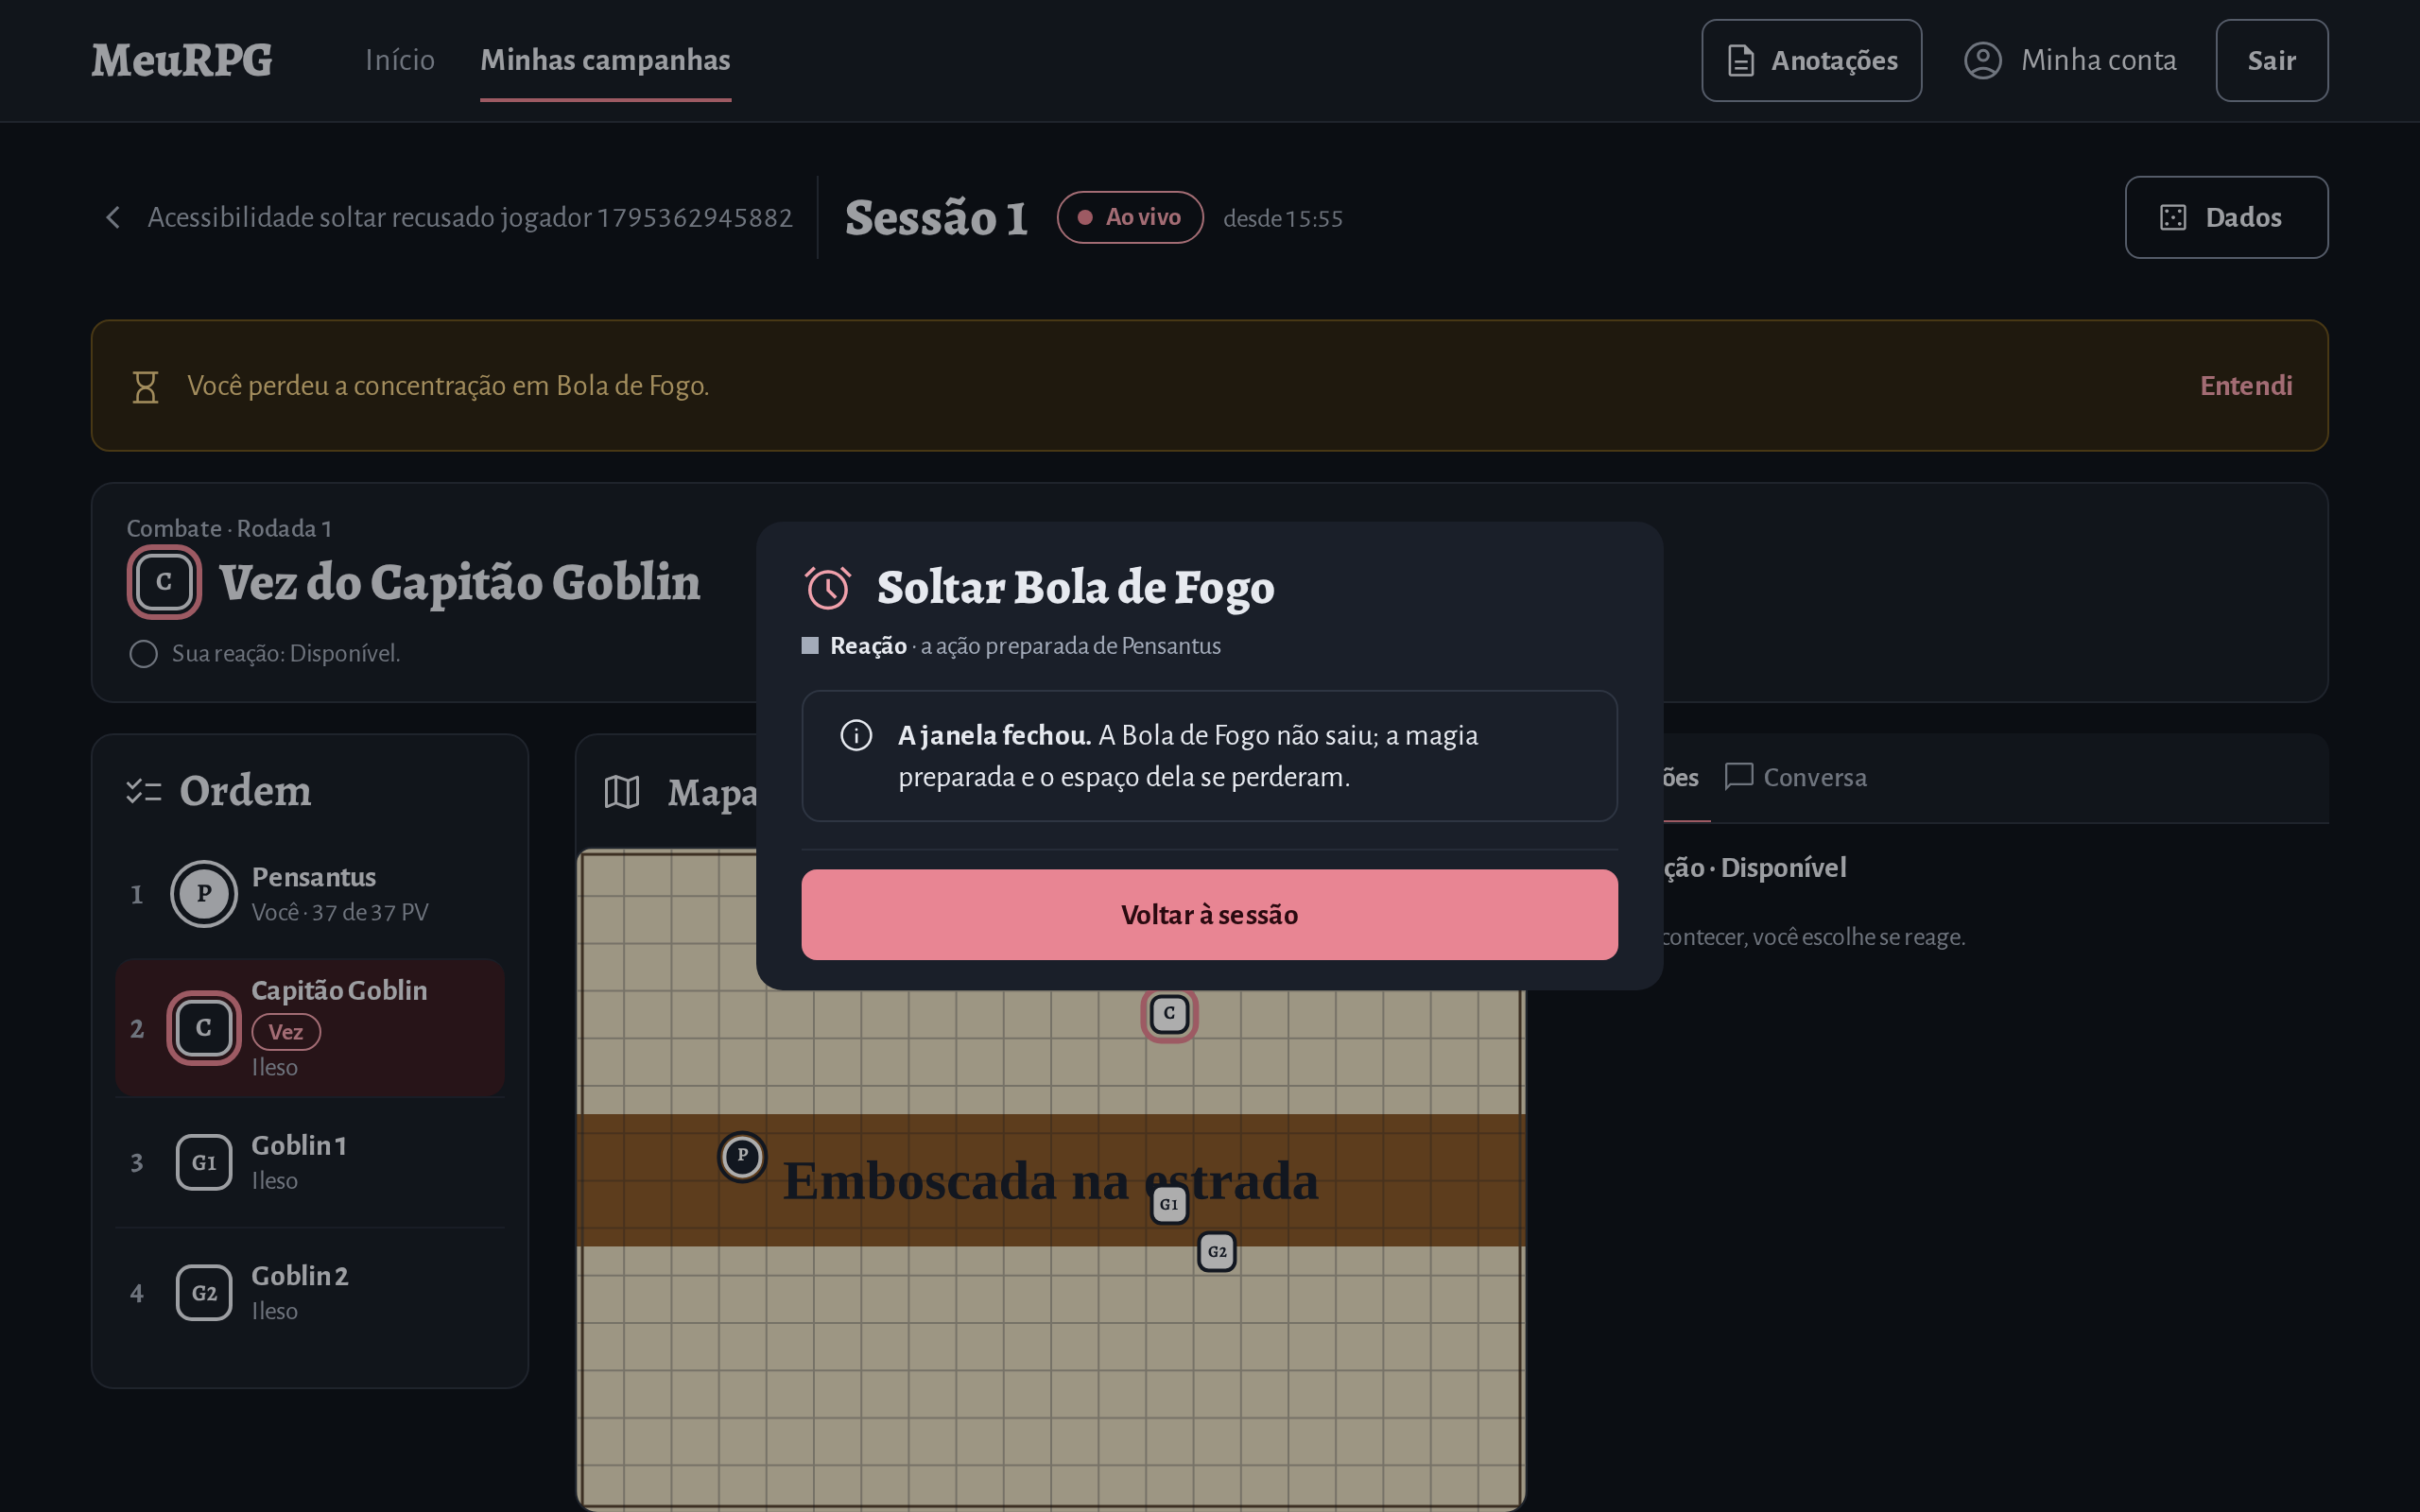 MeuRPG
Início
Minhas campanhas
Anotações
Minha conta
Sair
Acessibilidade soltar recusado jogador 1795362945882
Sessão 1
Ao vivo
desde 15:55
Dados
Você perdeu a concentração em Bola de Fogo.
Entendi
Combate · Rodada 1
C
Vez do Capitão Goblin
Sua reação: Disponível.
Soltar Bola de Fogo
Reação · a ação preparada de Pensantus
A janela fechou. A Bola de Fogo não saiu; a magia
preparada e o espaço dela se perderam.
Voltar à sessão
Ordem
1
P
Pensantus
Você · 37 de 37 PV
2
C
Capitão Goblin
Vez
Ileso
3
G1
Goblin 1
Ileso
4
G2
Goblin 2
Ileso
Mapa
C
P
Emboscada na estrada
G1
G2
ões
Conversa
ção · Disponível
contecer, você escolhe se reage.